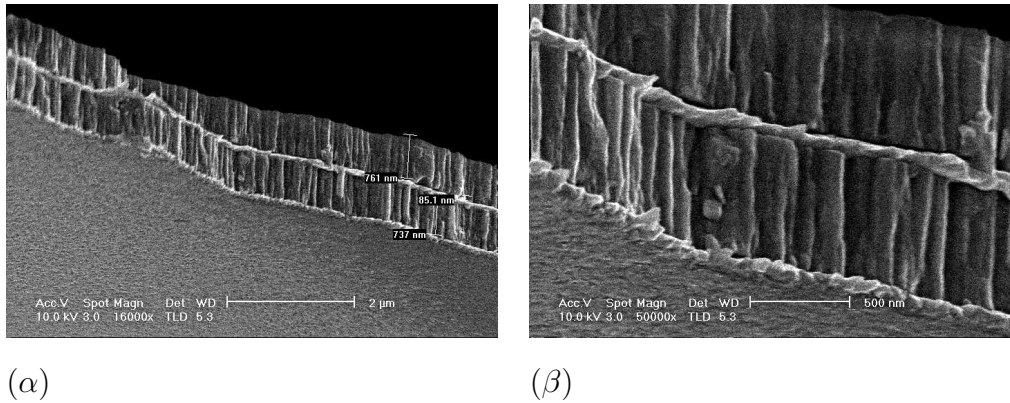 761 nm
85.1 nm
737 nm
Acc.V Spot Magn Det WD 2 μm
10.0 kV 3.0 16000x TLD 5.3
Acc.V Spot Magn Det WD 500 nm
10.0 kV 3.0 50000x TLD 5.3
(α) (β)